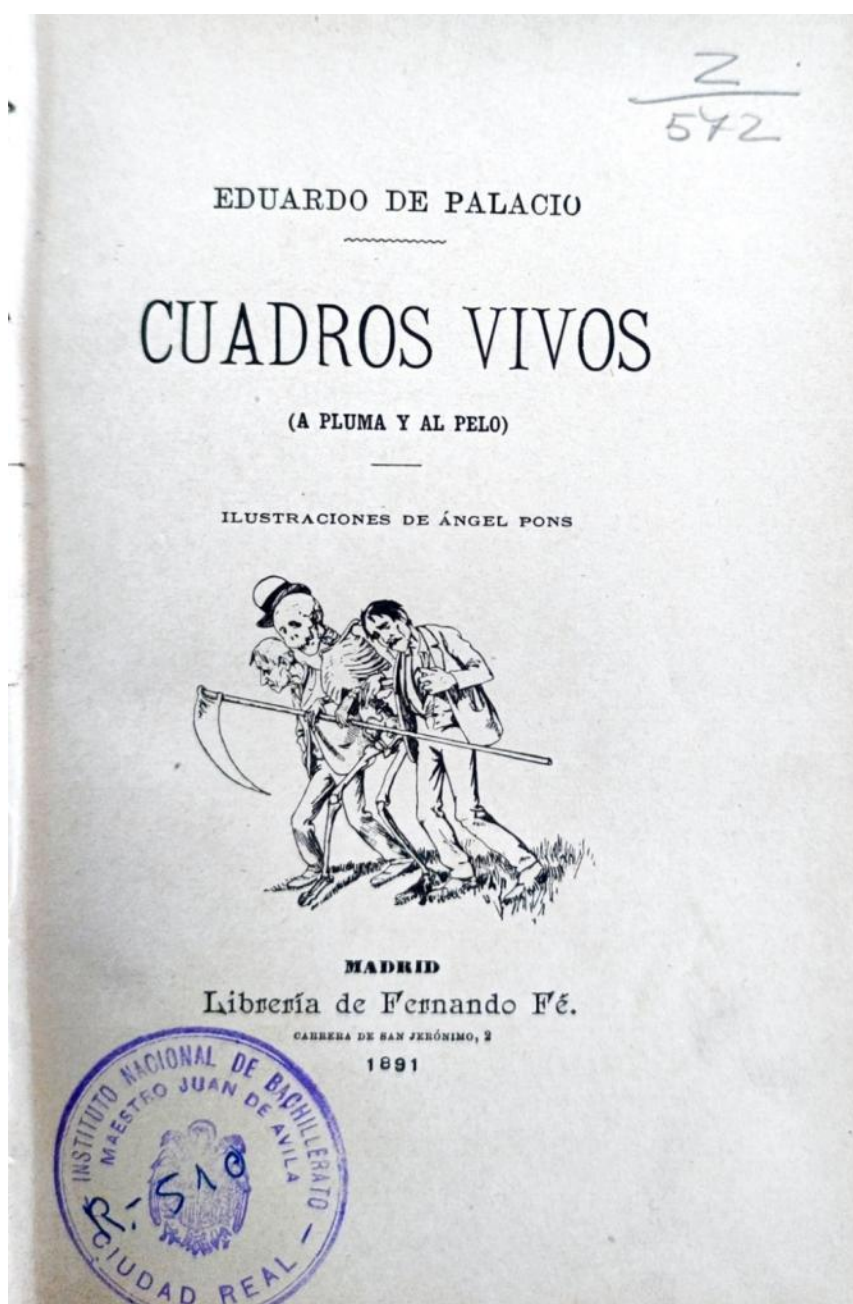 Z
572
EDUARDO DE PALACIO
CUADROS VIVOS
(A PLUMA Y AL PELO)
ILUSTRACIONES DE ÁNGEL PONS
MADRID
Librería de Fernando Fé.
CARRERA DE SAN JERÓNIMO, 2
1891
INSTITUTO NACIONAL DE BACHILLERATO
MAESTRO JUAN DE AVILA
R: 510
CIUDAD REAL